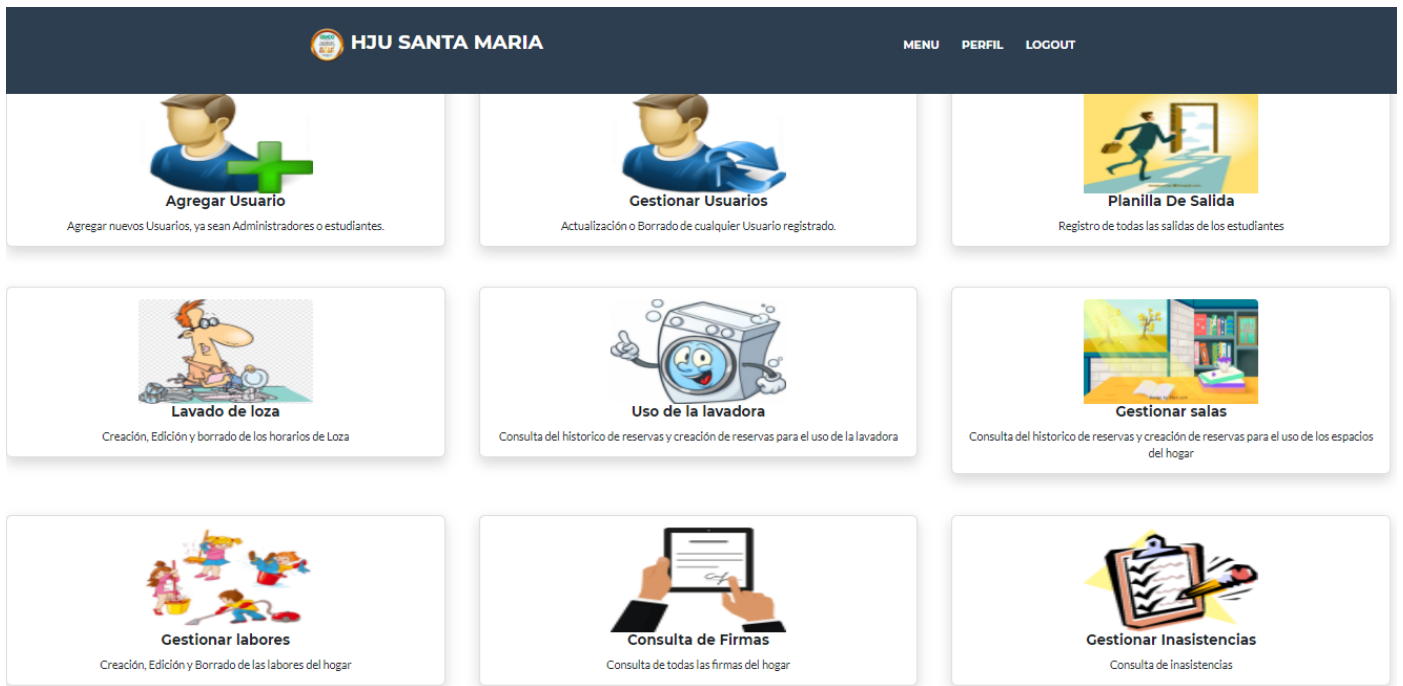 HJU SANTA MARIA
MENU PERFIL LOGOUT
Agregar Usuario
Agregar nuevos Usuarios, ya sean Administradores o estudiantes.
Gestionar Usuarios
Actualización o Borrado de cualquier Usuario registrado.
Planilla De Salida
Registro de todas las salidas de los estudiantes
Lavado de loza
Creación, Edición y borrado de los horarios de Loza
Uso de la lavadora
Consulta del historico de reservas y creación de reservas para el uso de la lavadora
Gestionar salas
Consulta del historico de reservas y creación de reservas para el uso de los espacios
del hogar
Gestionar labores
Creación, Edición y Borrado de las labores del hogar
Consulta de Firmas
Consulta de todas las firmas del hogar
Gestionar Inasistencias
Consulta de inasistencias